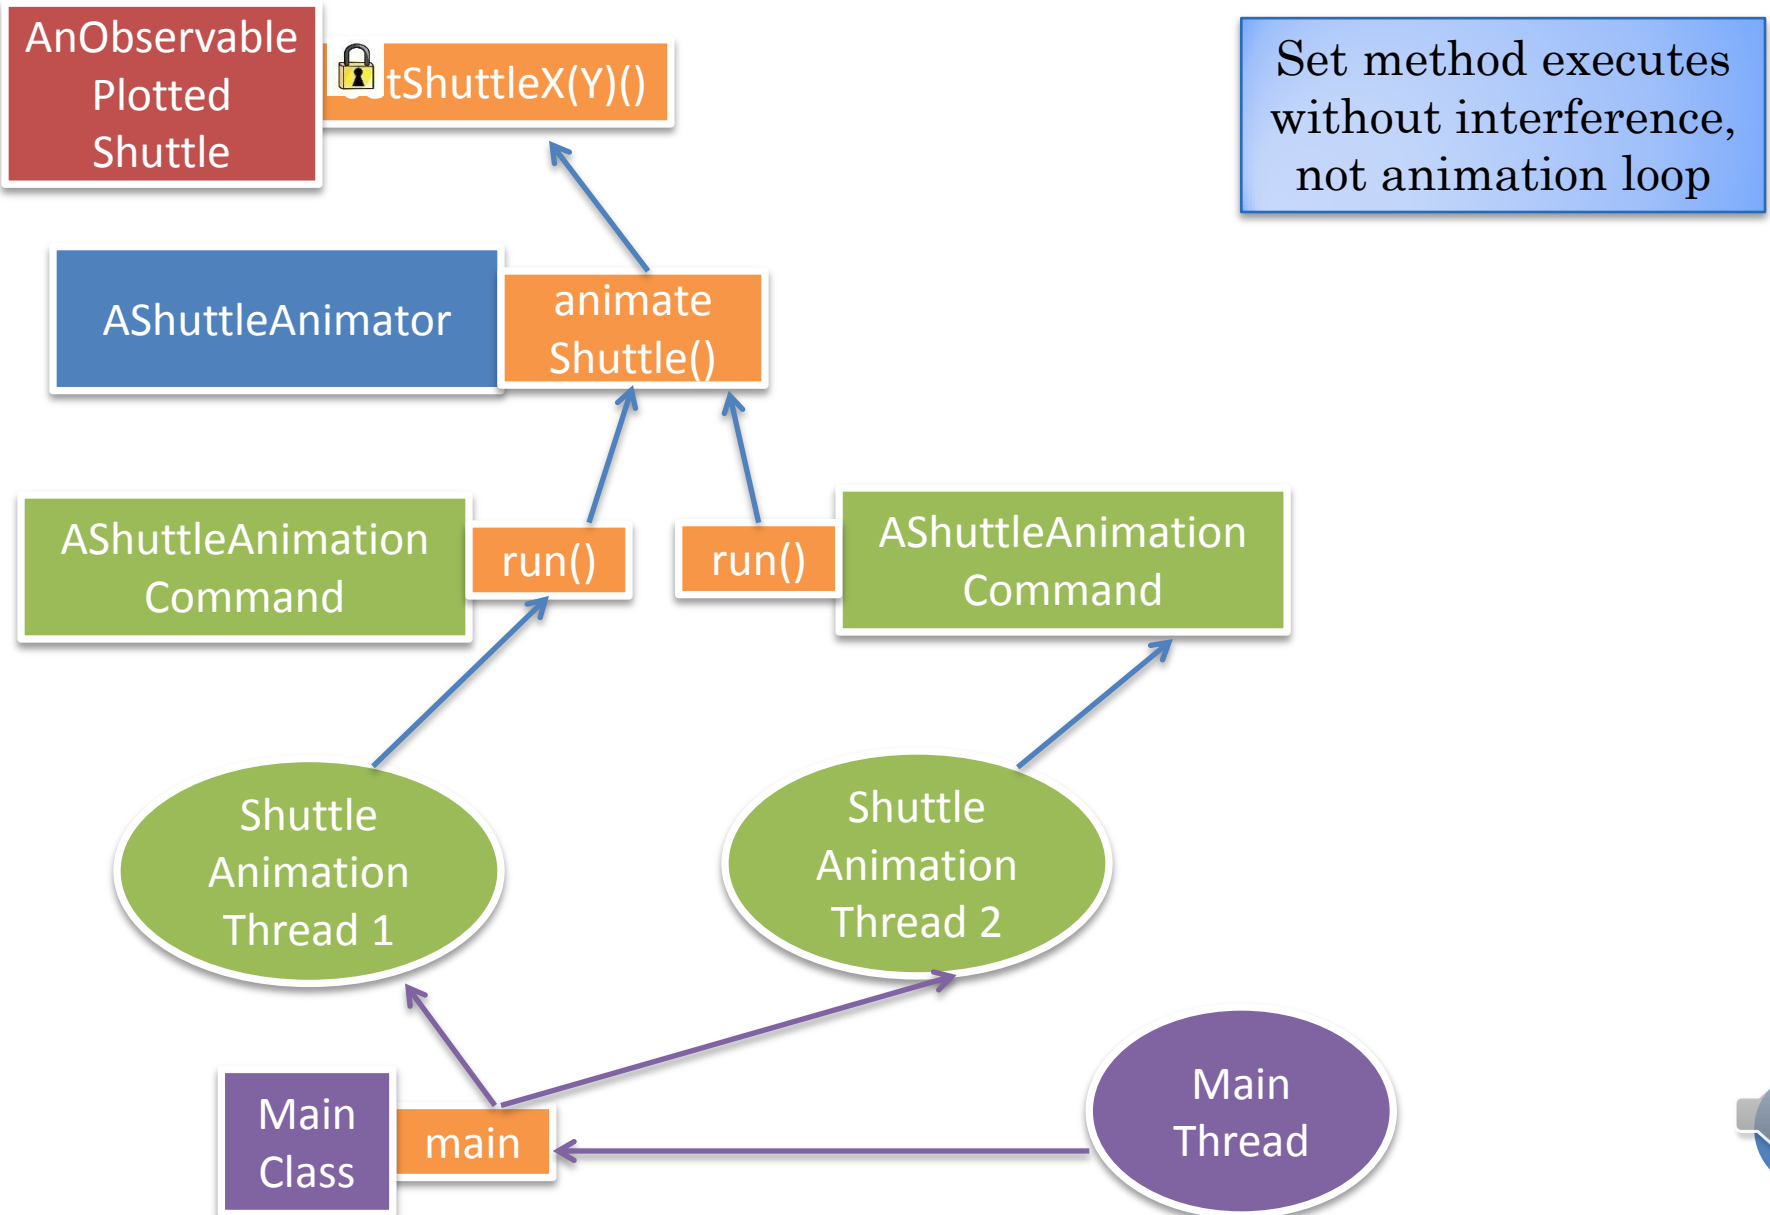 AnObservable
Plotted
Shuttle
tShuttleX(Y)()
Set method executes
without interference,
not animation loop
AShuttleAnimator
animate
Shuttle()
AShuttleAnimation
Command
run()
run()
AShuttleAnimation
Command
Shuttle
Animation
Thread 1
Shuttle
Animation
Thread 2
Main
Class
main
Main
Thread